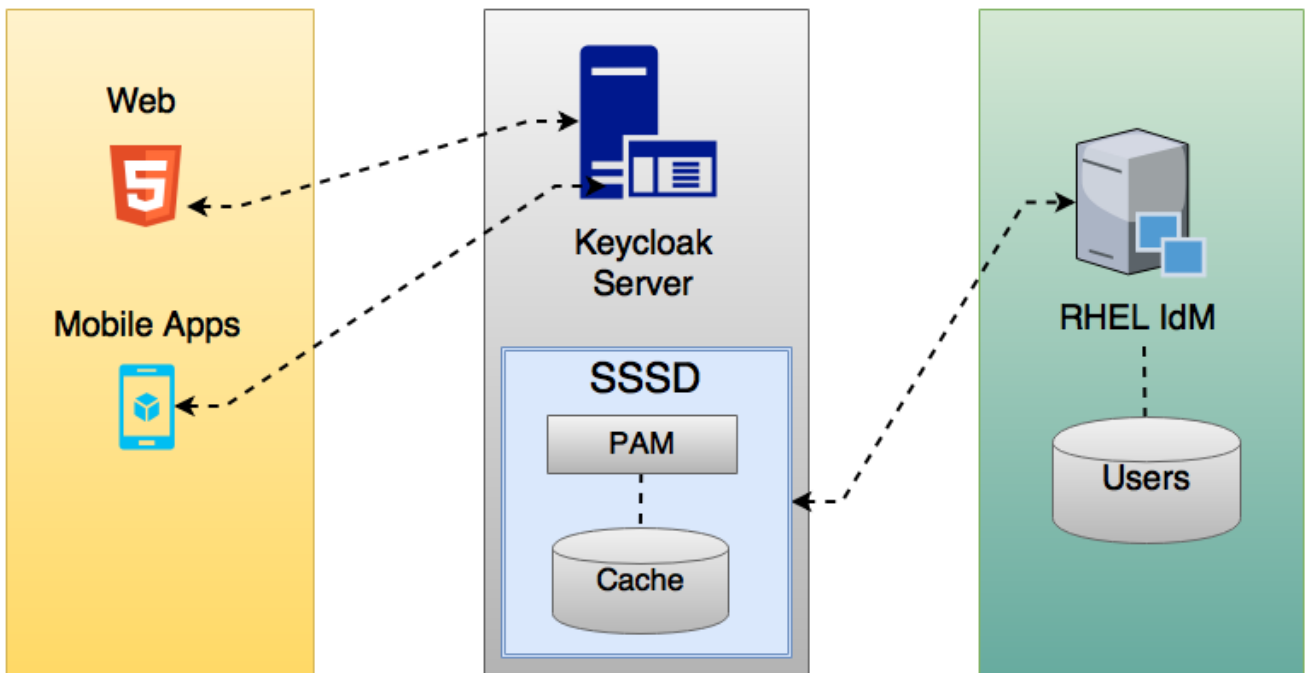 Web
Mobile Apps
Keycloak
Server
SSSD
PAM
Cache
RHEL IdM
Users